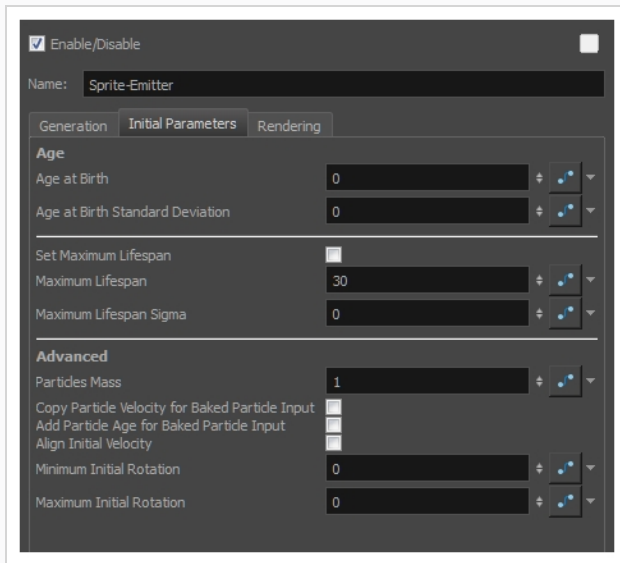 Enable/Disable
Name: Sprite-Emitter
Generation Initial Parameters Rendering
Age
Age at Birth 0
Age at Birth Standard Deviation 0
Set Maximum Lifespan
Maximum Lifespan 30
Maximum Lifespan Sigma 0
Advanced
Particles Mass 1
Copy Particle Velocity for Baked Particle Input
Add Particle Age for Baked Particle Input
Align Initial Velocity
Minimum Initial Rotation 0
Maximum Initial Rotation 0